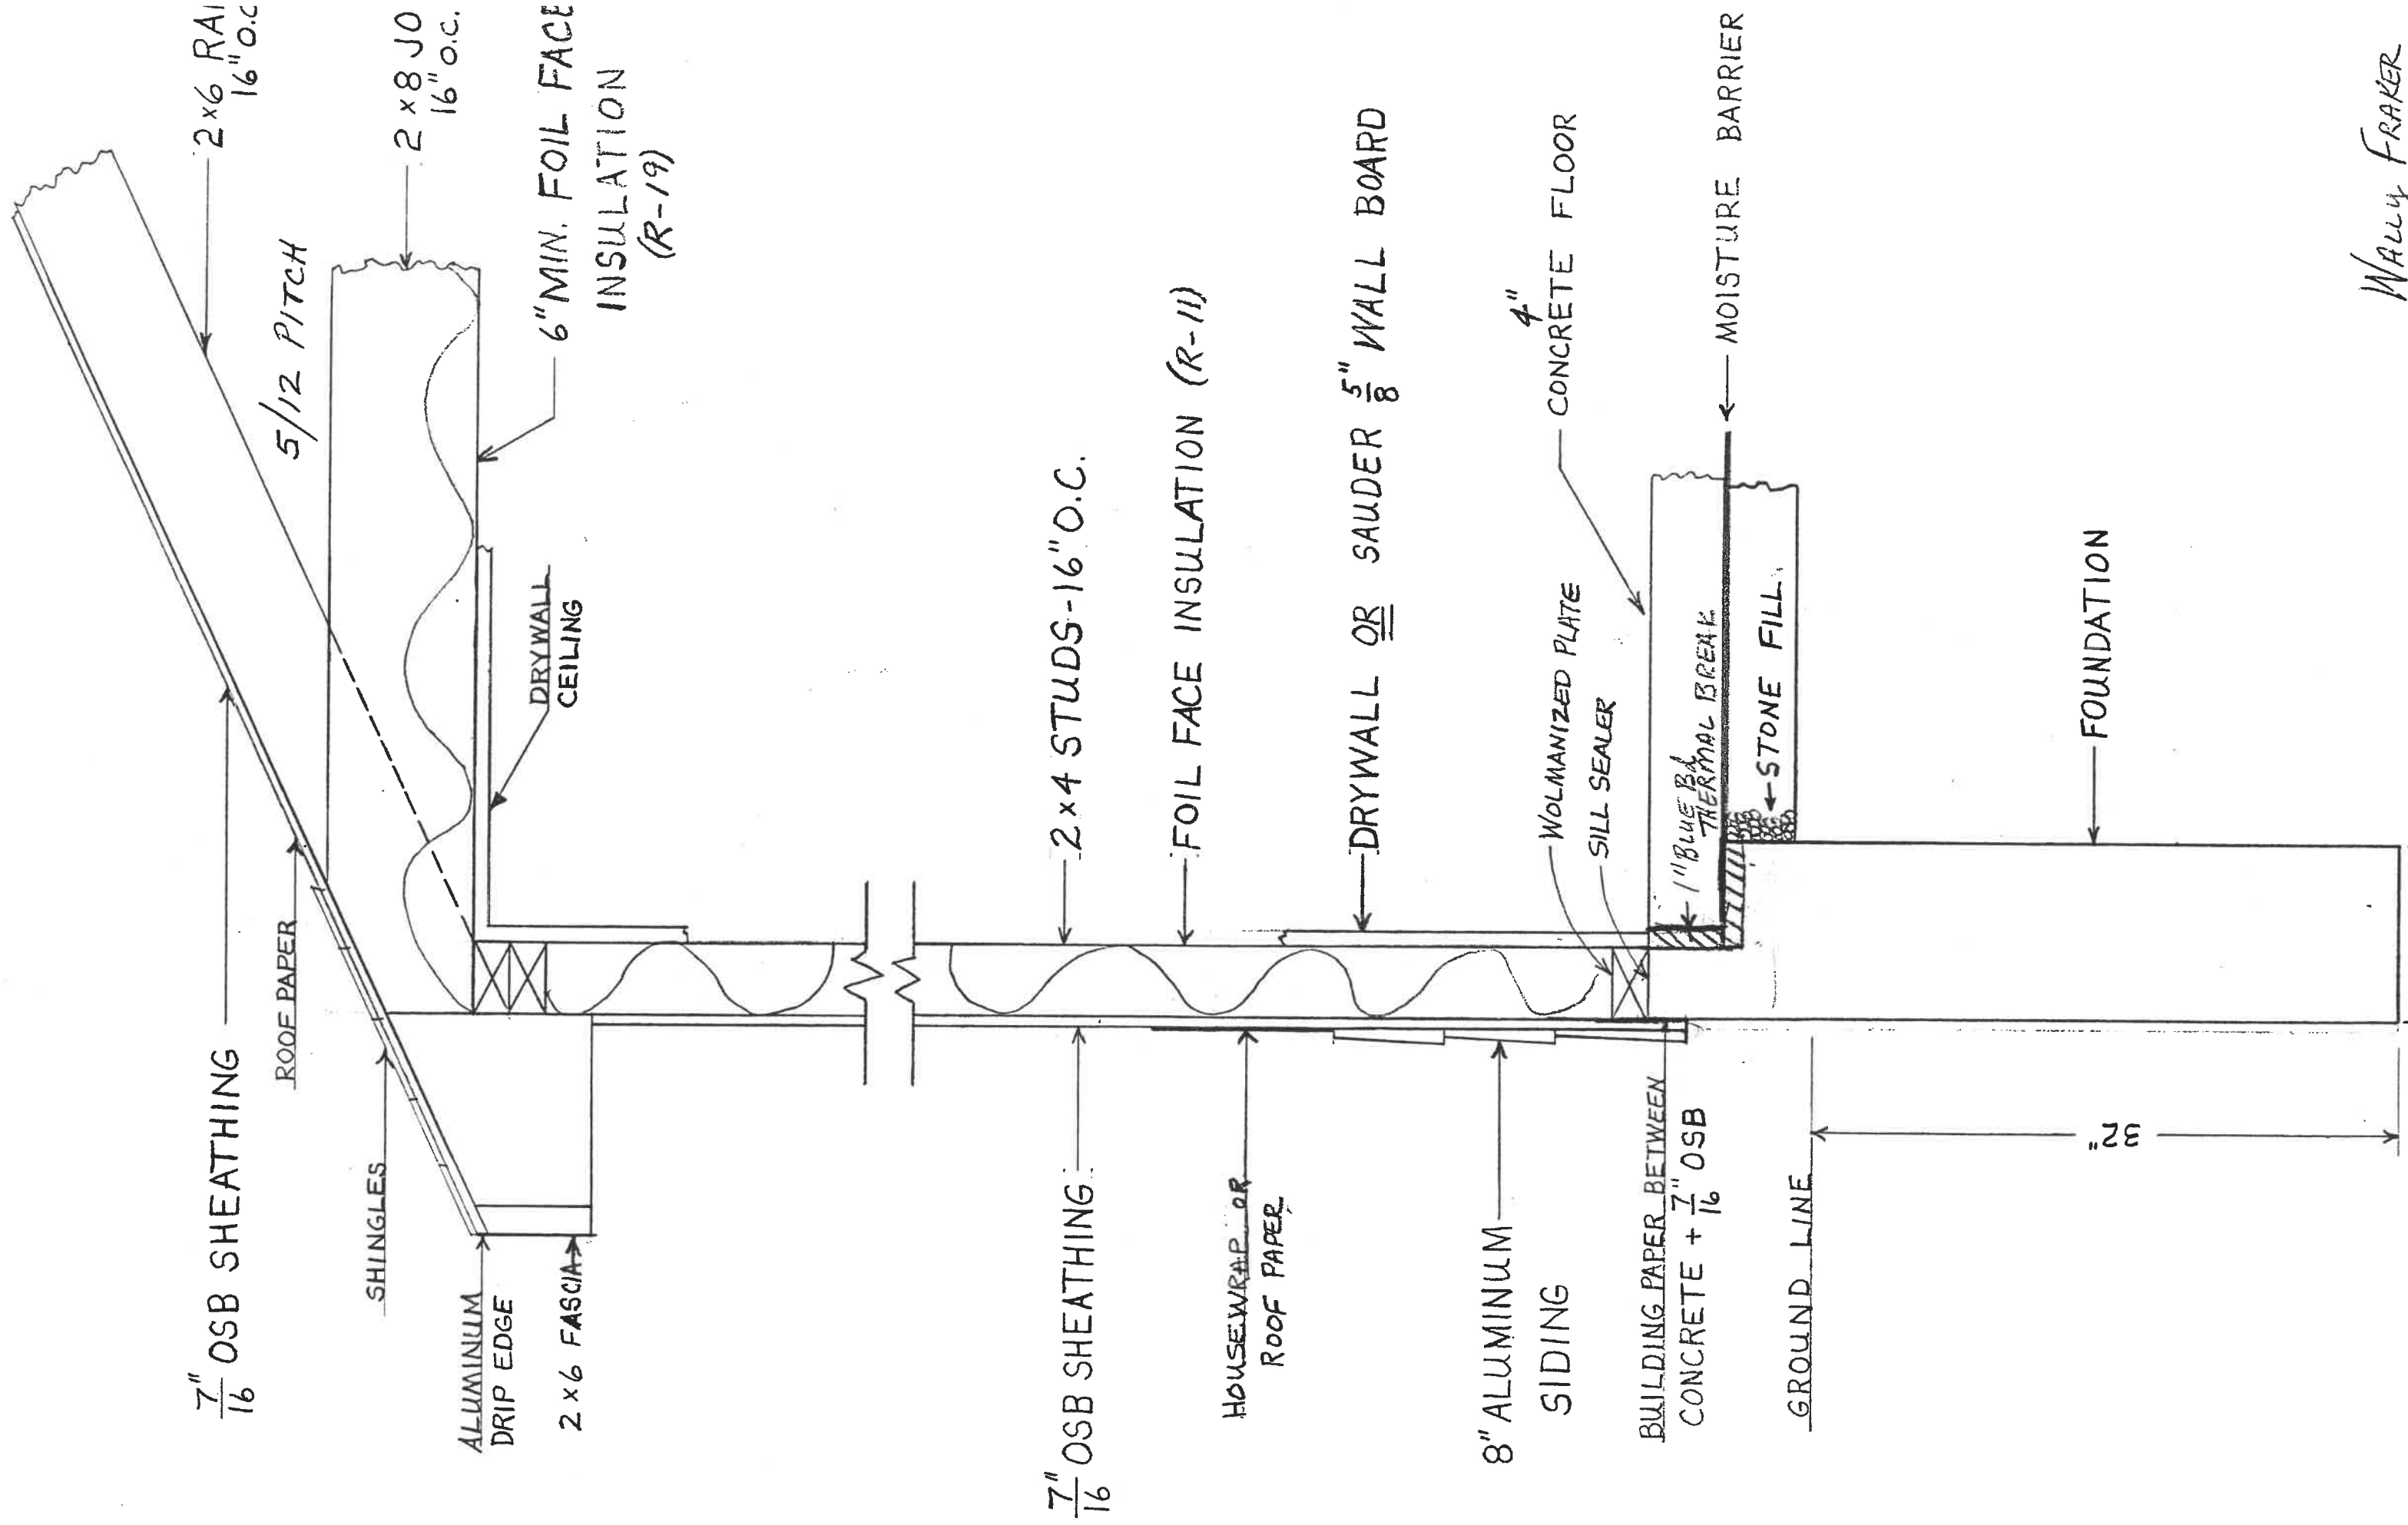 2×6 RA
16" O.C
2×8 JO
16" O.C.
5/12 PITCH
6" MIN. FOIL FACE
INSULATION
(R-19)
7/16" OSB SHEATHING
ROOF PAPER
SHINGLES
ALUMINUM
DRIP EDGE
2×6 FASCIA
DRYWALL
CEILING
2×4 STUDS-16" O.C.
FOIL FACE INSULATION (R-11)
DRYWALL OR SAUDER 5/8" WALL BOARD
7/16" OSB SHEATHING
HOUSEWRAP OR
ROOF PAPER
8" ALUMINUM
SIDING
WOLMANIZED PLATE
SILL SEALER
4"
CONCRETE FLOOR
1" BLUE Bd
THERMAL BREAK
MOISTURE BARRIER
STONE FILL.
BUILDING PAPER BETWEEN
CONCRETE + 7/16" OSB
GROUND LINE
FOUNDATION
32"
WALLY FRAKER